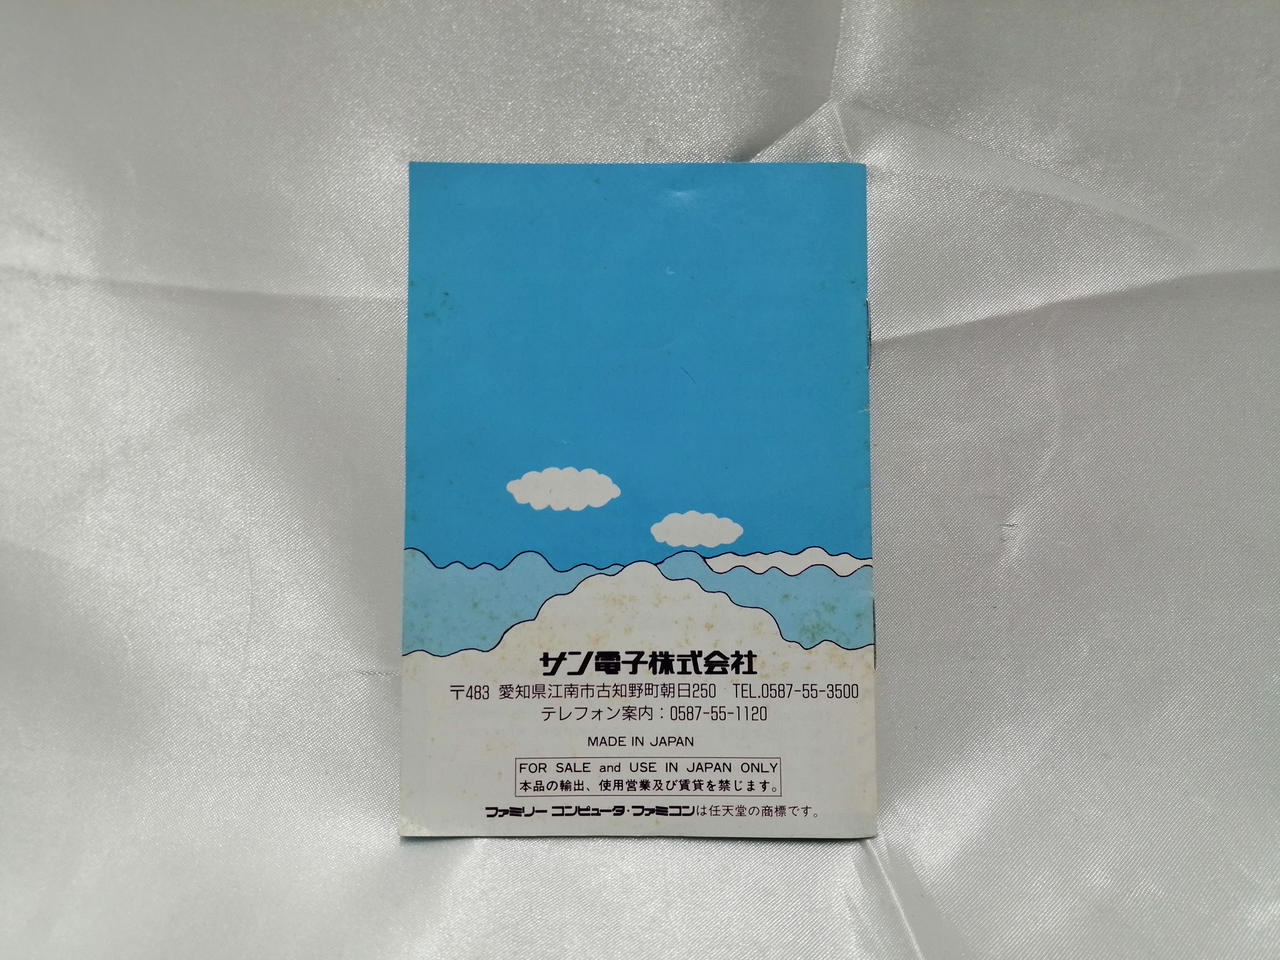 サン電子株式会社
〒483 愛知県江南市古知野町朝日250 TEL.0587-55-3500
テレフォン案内：0587-55-1120
MADE IN JAPAN
FOR SALE and USE IN JAPAN ONLY
本品の輸出、使用営業及び賃貸を禁じます。
ファミリー コンピュータ・ファミコンは任天堂の商標です。